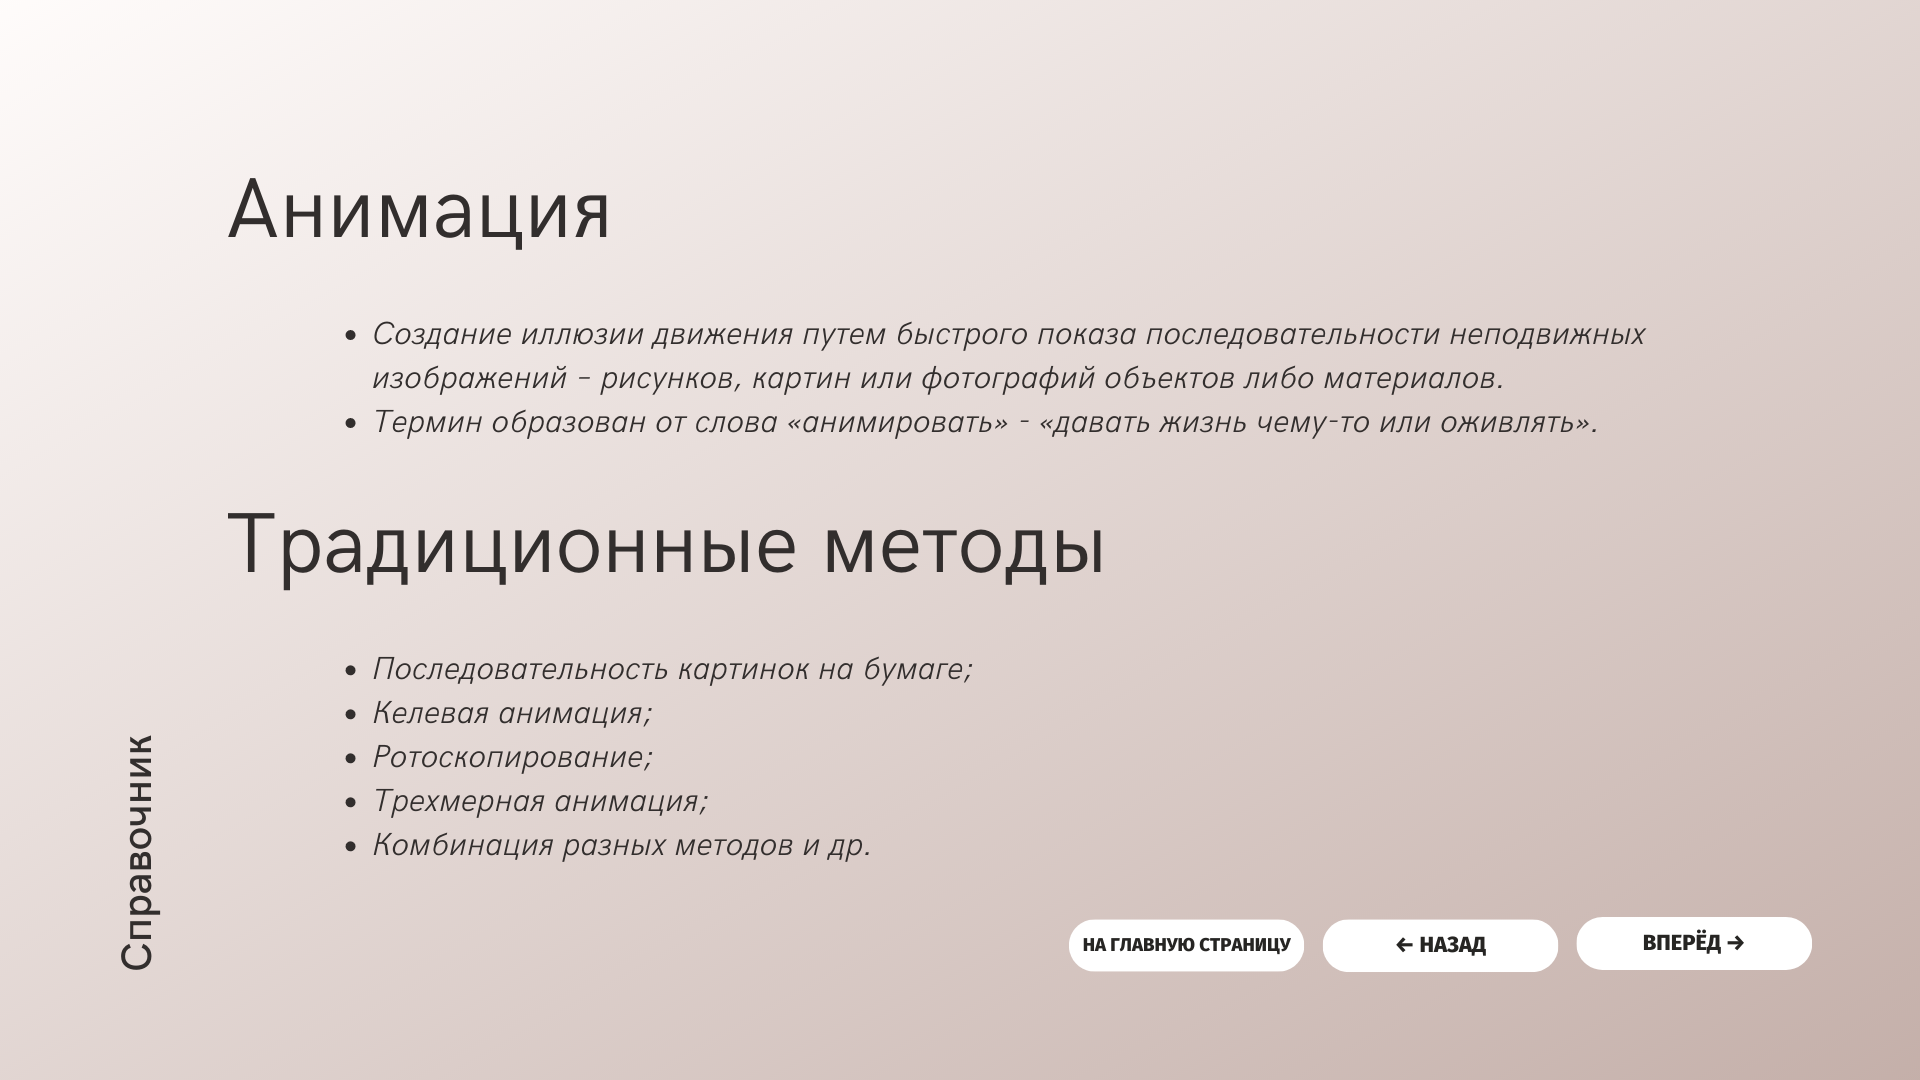 Анимация
• Создание иллюзии движения путем быстрого показа последовательности неподвижных
изображений – рисунков, картин или фотографий объектов либо материалов.
• Термин образован от слова «анимировать» - «давать жизнь чему-то или оживлять».
Традиционные методы
• Последовательность картинок на бумаге;
• Келевая анимация;
• Ротоскопирование;
• Трехмерная анимация;
• Комбинация разных методов и др.
Справочник
НА ГЛАВНУЮ СТРАНИЦУ
← НАЗАД
ВПЕРЁД →